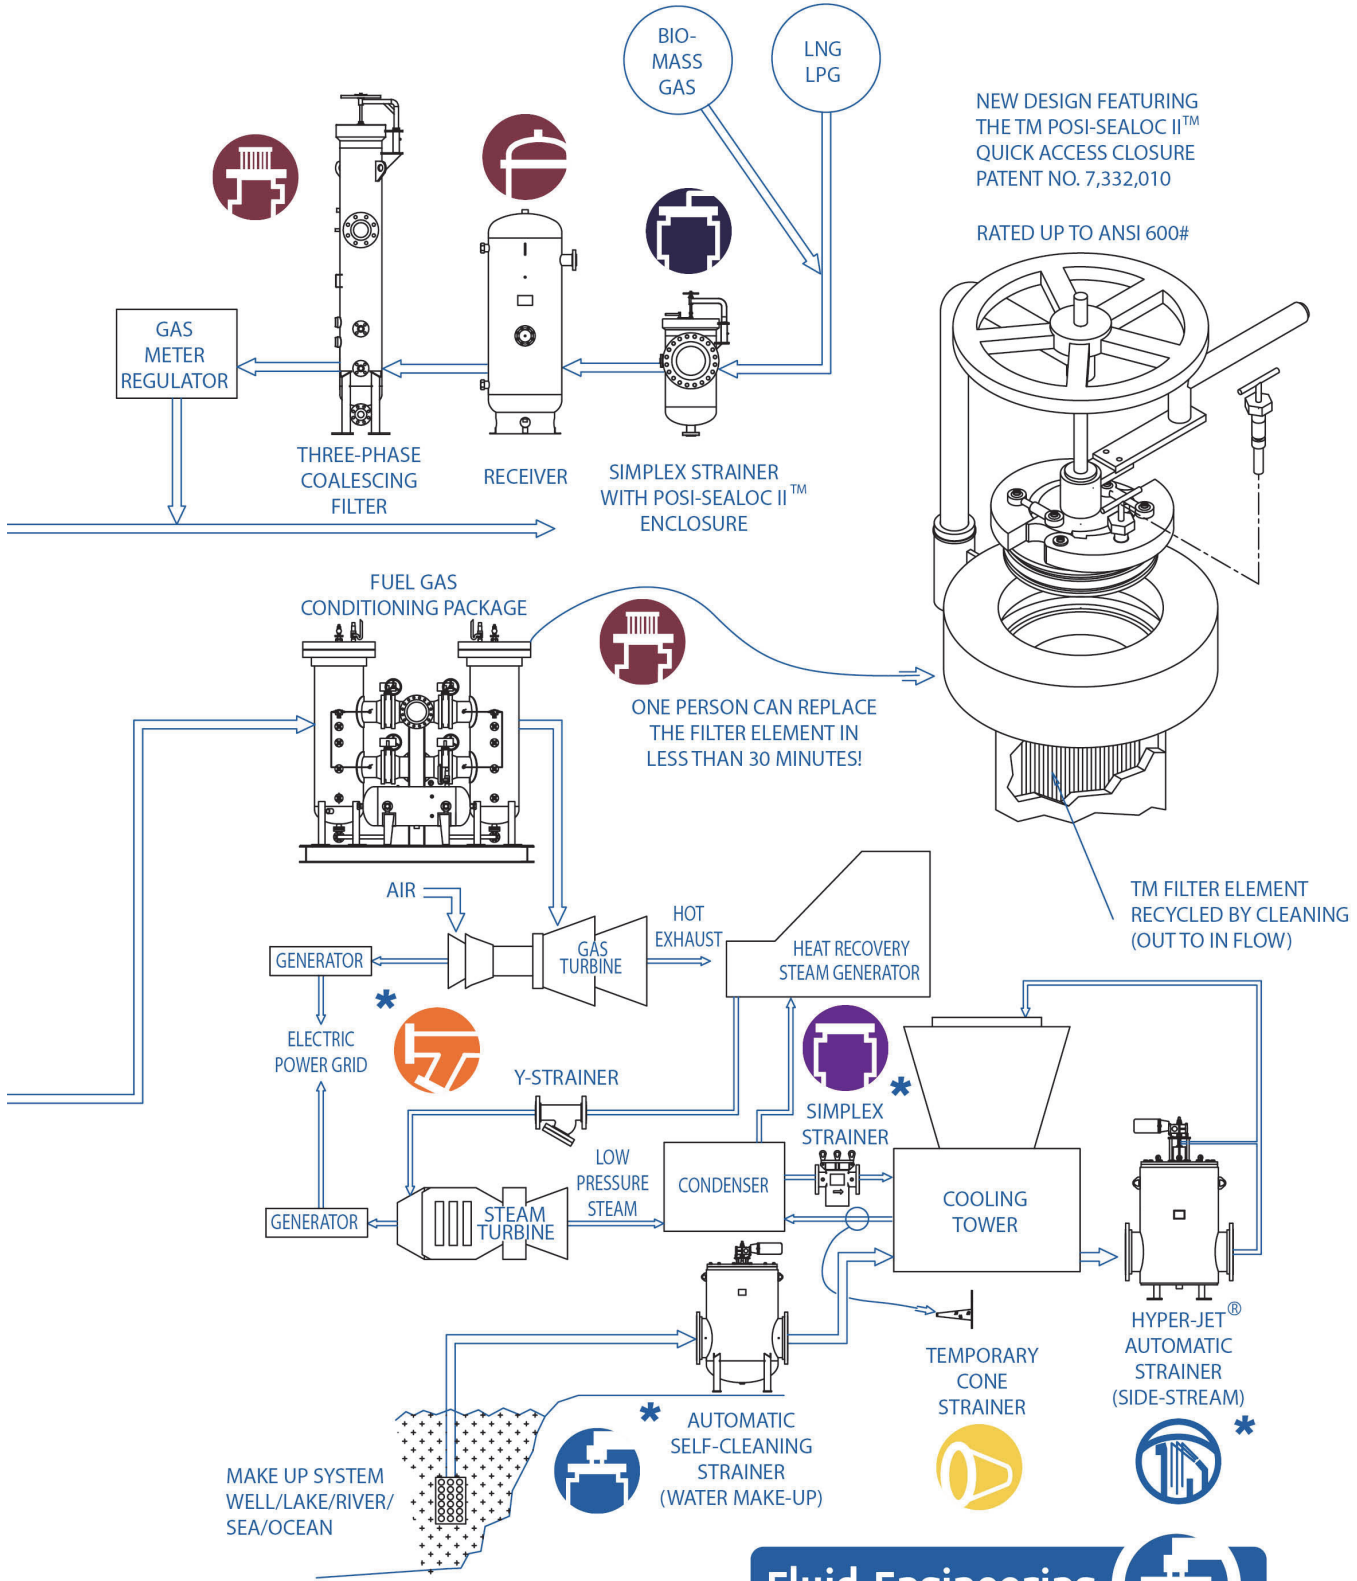 BIO-
MASS
GAS
LNG
LPG
NEW DESIGN FEATURING
THE TM POSI-SEALOC II™
QUICK ACCESS CLOSURE
PATENT NO. 7,332,010
RATED UP TO ANSI 600#
GAS
METER
REGULATOR
THREE-PHASE
COALESCING
FILTER
RECEIVER
SIMPLEX STRAINER
WITH POSI-SEALOC II™
ENCLOSURE
FUEL GAS
CONDITIONING PACKAGE
ONE PERSON CAN REPLACE
THE FILTER ELEMENT IN
LESS THAN 30 MINUTES!
TM FILTER ELEMENT
RECYCLED BY CLEANING
(OUT TO IN FLOW)
AIR
GENERATOR
GAS
TURBINE
HOT
EXHAUST
HEAT RECOVERY
STEAM GENERATOR
*
ELECTRIC
POWER GRID
Y-STRAINER
*
SIMPLEX
STRAINER
LOW
PRESSURE
STEAM
CONDENSER
GENERATOR
STEAM
TURBINE
COOLING
TOWER
HYPER-JET®
AUTOMATIC
STRAINER
(SIDE-STREAM)
*
TEMPORARY
CONE
STRAINER
*
AUTOMATIC
SELF-CLEANING
STRAINER
(WATER MAKE-UP)
MAKE UP SYSTEM
WELL/LAKE/RIVER/
SEA/OCEAN
Fluid Engineering